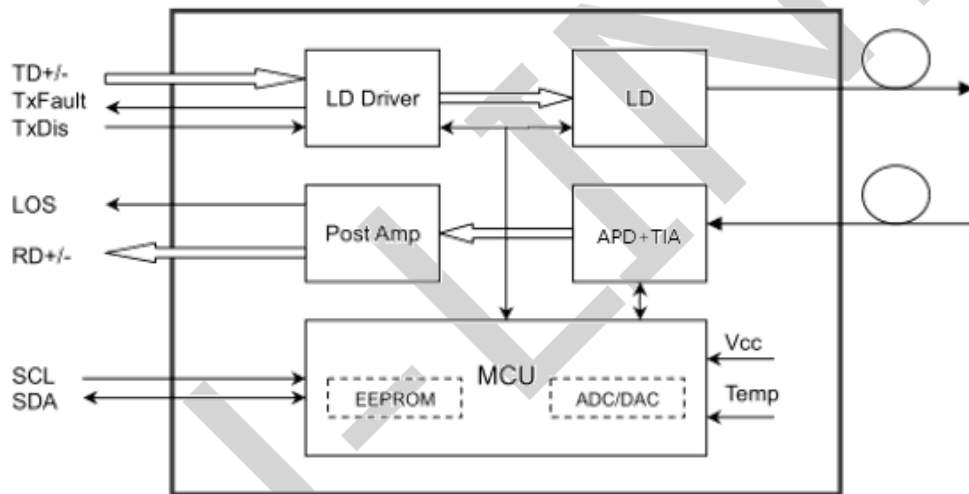 TD+/-
TxFault
TxDis
LD Driver
LD
LOS
RD+/-
Post Amp
APD+TIA
SCL
SDA
MCU
EEPROM
ADC/DAC
Vcc
Temp